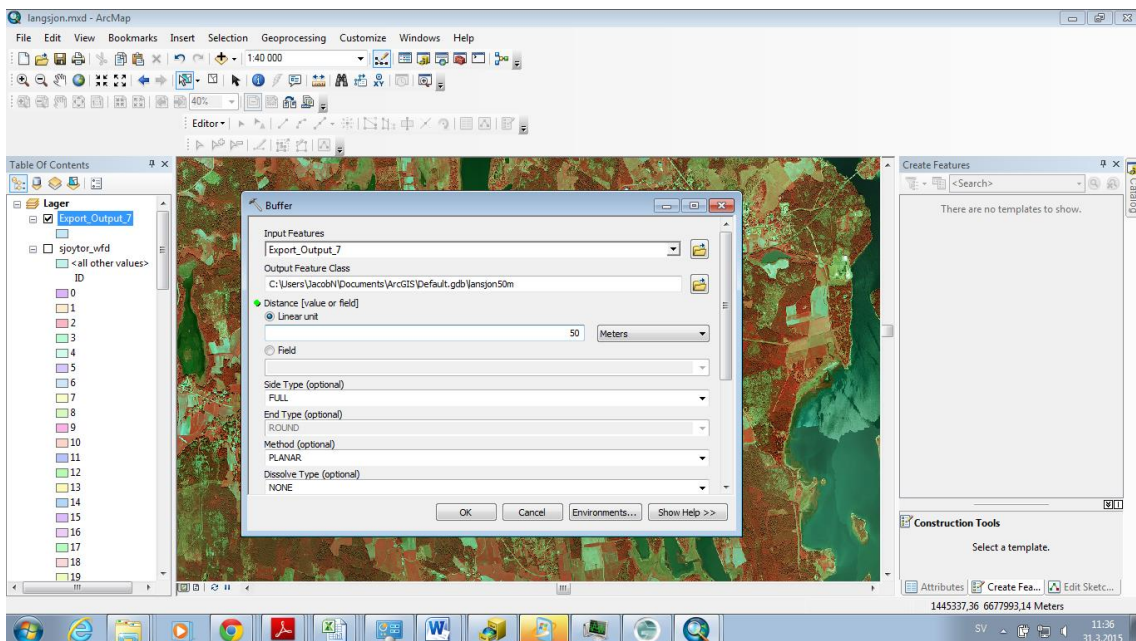 langsjon.mxd - ArcMap
File Edit View Bookmarks Insert Selection Geoprocessing Customize Windows Help
1:40 000
40%
Editor
Table Of Contents
Lager
Export_Output_7
sjoytor_wfd
<all other values>
ID
0
1
2
3
4
5
6
7
8
9
10
11
12
13
14
15
16
17
18
19
Buffer
Input Features
Export_Output_7
Output Feature Class
C:\Users\JacobN\Documents\ArcGIS\Default.gdb\lansjon50m
Distance [value or field]
Linear unit
50 Meters
Field
Side Type (optional)
FULL
End Type (optional)
ROUND
Method (optional)
PLANAR
Dissolve Type (optional)
NONE
OK Cancel Environments... Show Help >>
Create Features
<Search>
There are no templates to show.
Catalog
Construction Tools
Select a template.
Attributes Create Fea... Edit Sketc...
1445337,36 6677993,14 Meters
SV
11:36
31.3.2015